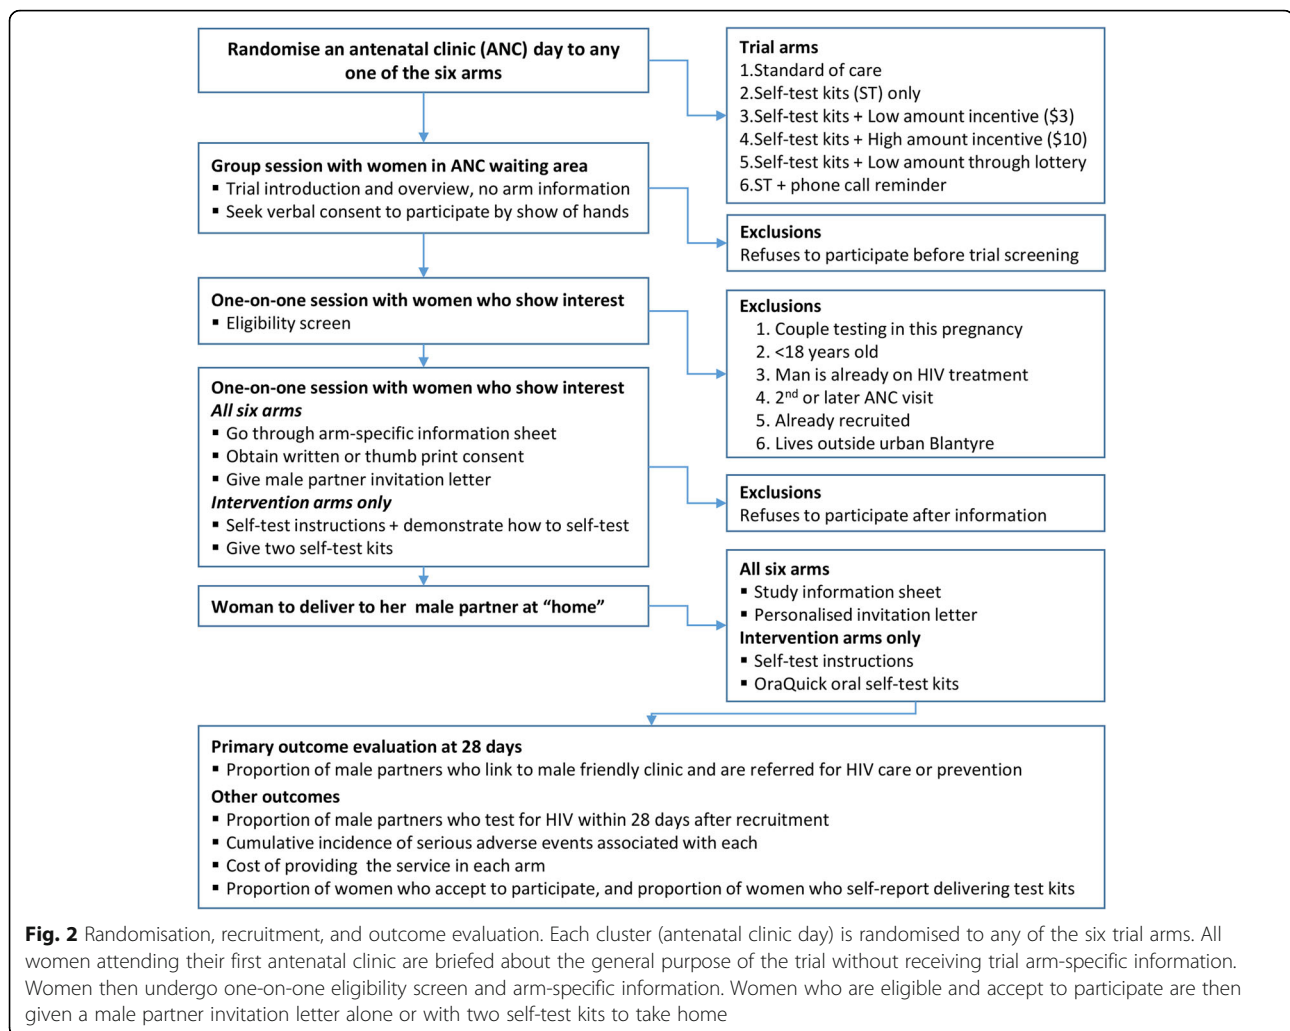 Randomise an antenatal clinic (ANC) day to any
one of the six arms
Trial arms
1.Standard of care
2.Self-test kits (ST) only
3.Self-test kits + Low amount incentive ($3)
4.Self-test kits + High amount incentive ($10)
5.Self-test kits + Low amount through lottery
6.ST + phone call reminder
Group session with women in ANC waiting area
▪ Trial introduction and overview, no arm information
▪ Seek verbal consent to participate by show of hands
Exclusions
Refuses to participate before trial screening
One-on-one session with women who show interest
▪ Eligibility screen
Exclusions
1. Couple testing in this pregnancy
2. <18 years old
3. Man is already on HIV treatment
4. 2nd or later ANC visit
5. Already recruited
6. Lives outside urban Blantyre
One-on-one session with women who show interest
All six arms
▪ Go through arm-specific information sheet
▪ Obtain written or thumb print consent
▪ Give male partner invitation letter
Intervention arms only
▪ Self-test instructions + demonstrate how to self-test
▪ Give two self-test kits
Exclusions
Refuses to participate after information
Woman to deliver to her male partner at “home”
All six arms
▪ Study information sheet
▪ Personalised invitation letter
Intervention arms only
▪ Self-test instructions
▪ OraQuick oral self-test kits
Primary outcome evaluation at 28 days
▪ Proportion of male partners who link to male friendly clinic and are referred for HIV care or prevention
Other outcomes
▪ Proportion of male partners who test for HIV within 28 days after recruitment
▪ Cumulative incidence of serious adverse events associated with each
▪ Cost of providing the service in each arm
▪ Proportion of women who accept to participate, and proportion of women who self-report delivering test kits
Fig. 2 Randomisation, recruitment, and outcome evaluation. Each cluster (antenatal clinic day) is randomised to any of the six trial arms. All
women attending their first antenatal clinic are briefed about the general purpose of the trial without receiving trial arm-specific information.
Women then undergo one-on-one eligibility screen and arm-specific information. Women who are eligible and accept to participate are then
given a male partner invitation letter alone or with two self-test kits to take home